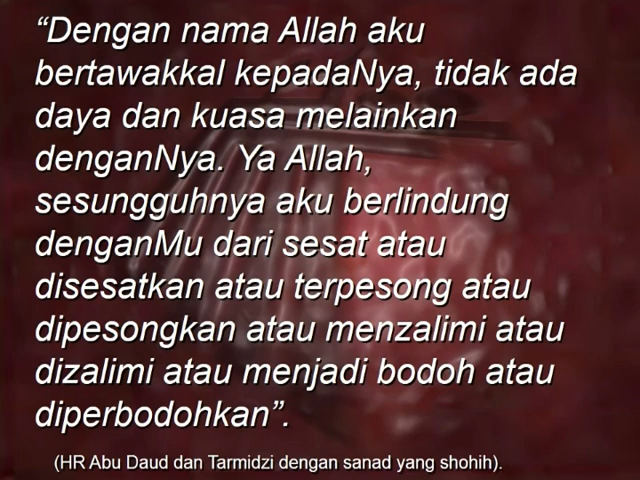 “Dengan nama Allah aku
bertawakkal kepadaNya, tidak ada
daya dan kuasa melainkan
denganNya. Ya Allah,
sesungguhnya aku berlindung
denganMu dari sesat atau
disesatkan atau terpesong atau
dipesongkan atau menzalimi atau
dizalimi atau menjadi bodoh atau
diperbodohkan”.
(HR Abu Daud dan Tarmidzi dengan sanad yang shohih).